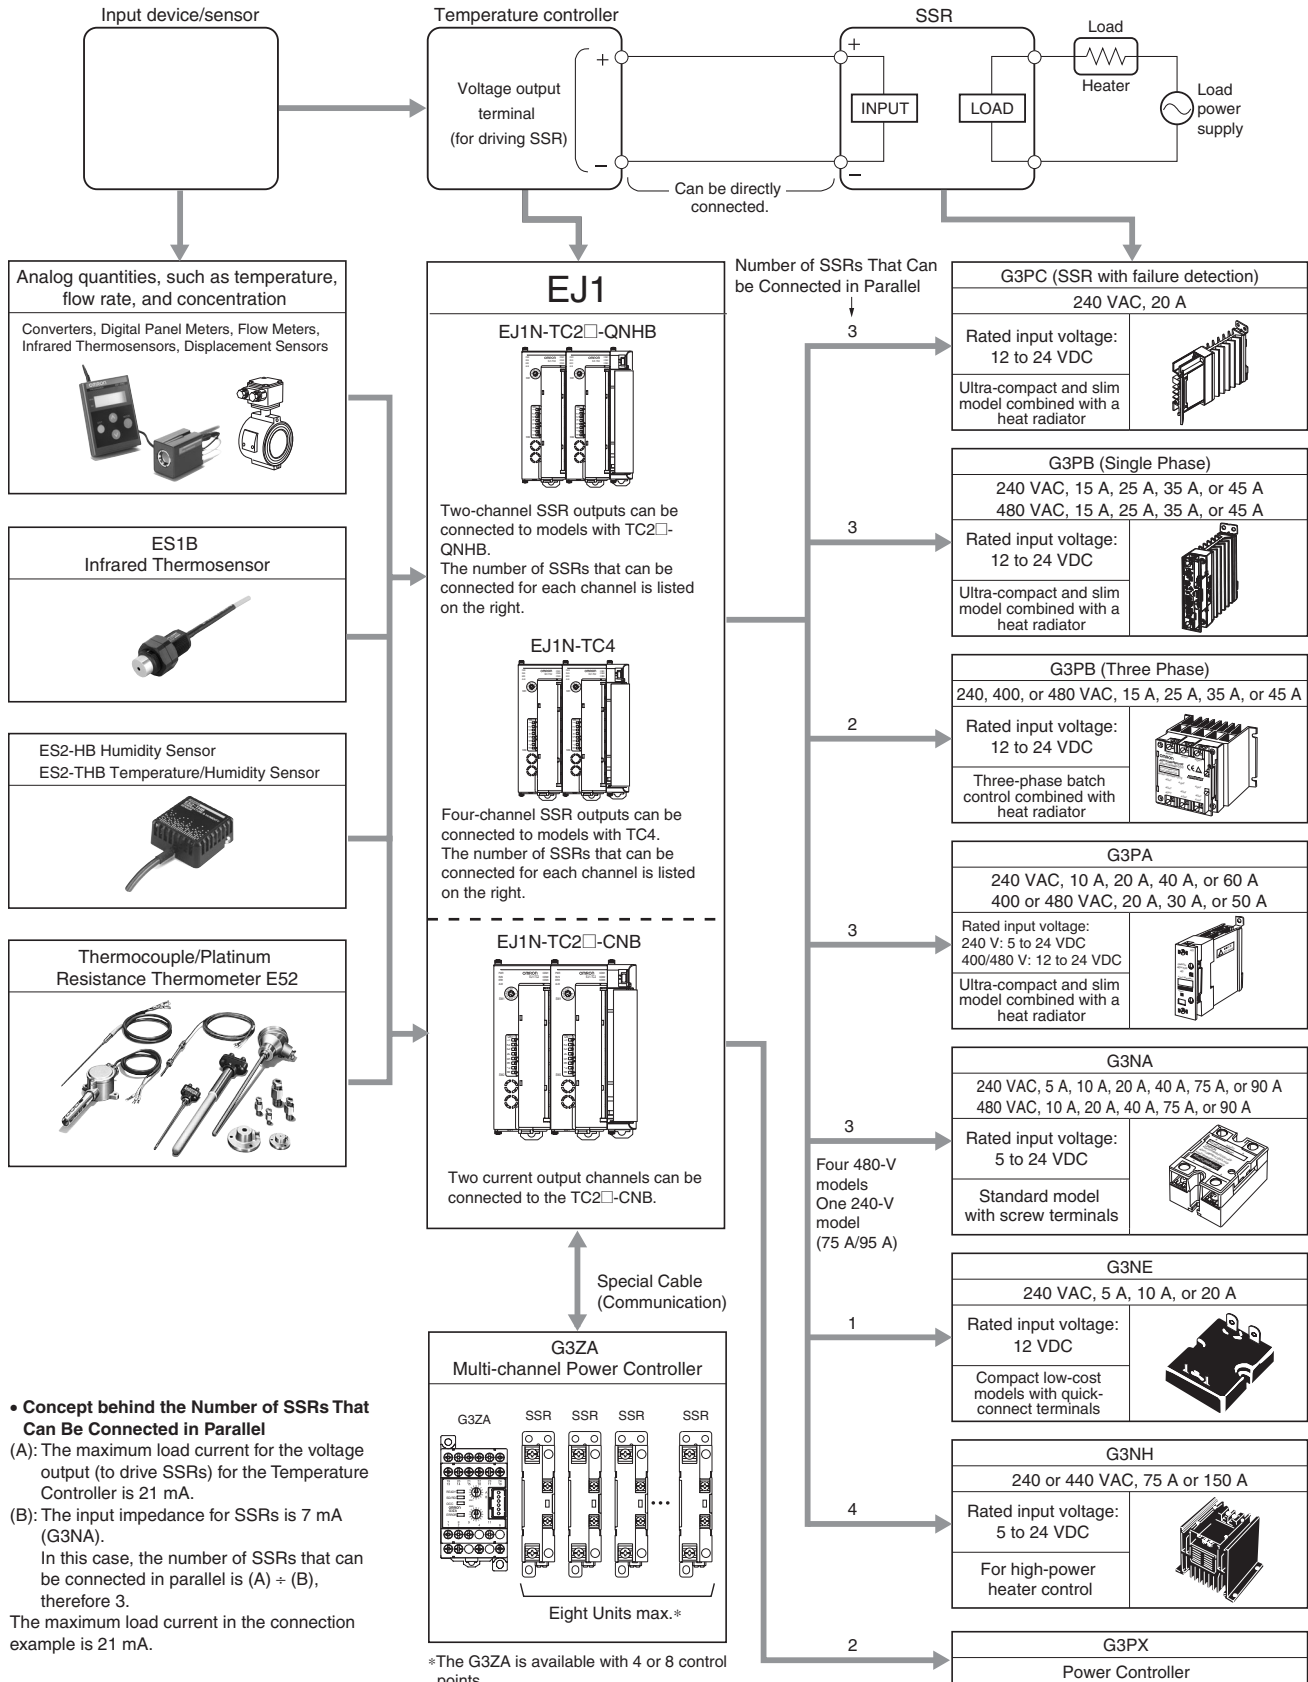 Input device/sensor
Temperature controller
SSR
Voltage output
terminal
(for driving SSR)
+
−
Can be directly
connected.
+
−
INPUT
LOAD
Load
Heater
Load
power
supply
Analog quantities, such as temperature,
flow rate, and concentration
Converters, Digital Panel Meters, Flow Meters,
Infrared Thermosensors, Displacement Sensors
ES1B
Infrared Thermosensor
ES2-HB Humidity Sensor
ES2-THB Temperature/Humidity Sensor
Thermocouple/Platinum
Resistance Thermometer E52
EJ1
EJ1N-TC2□-QNHB
Two-channel SSR outputs can be
connected to models with TC2□-
QNHB.
The number of SSRs that can be
connected for each channel is listed
on the right.
EJ1N-TC4
Four-channel SSR outputs can be
connected to models with TC4.
The number of SSRs that can be
connected for each channel is listed
on the right.
EJ1N-TC2□-CNB
Two current output channels can be
connected to the TC2□-CNB.
Special Cable
(Communication)
G3ZA
Multi-channel Power Controller
G3ZA
SSR SSR SSR SSR
Eight Units max.*
*The G3ZA is available with 4 or 8 control
points
Number of SSRs That Can
be Connected in Parallel
3
G3PC (SSR with failure detection)
240 VAC, 20 A
Rated input voltage:
12 to 24 VDC
Ultra-compact and slim
model combined with a
heat radiator
3
G3PB (Single Phase)
240 VAC, 15 A, 25 A, 35 A, or 45 A
480 VAC, 15 A, 25 A, 35 A, or 45 A
Rated input voltage:
12 to 24 VDC
Ultra-compact and slim
model combined with a
heat radiator
2
G3PB (Three Phase)
240, 400, or 480 VAC, 15 A, 25 A, 35 A, or 45 A
Rated input voltage:
12 to 24 VDC
Three-phase batch
control combined with
heat radiator
3
G3PA
240 VAC, 10 A, 20 A, 40 A, or 60 A
400 or 480 VAC, 20 A, 30 A, or 50 A
Rated input voltage:
240 V: 5 to 24 VDC
400/480 V: 12 to 24 VDC
Ultra-compact and slim
model combined with a
heat radiator
3
Four 480-V
models
One 240-V
model
(75 A/95 A)
G3NA
240 VAC, 5 A, 10 A, 20 A, 40 A, 75 A, or 90 A
480 VAC, 10 A, 20 A, 40 A, 75 A, or 90 A
Rated input voltage:
5 to 24 VDC
Standard model
with screw terminals
1
G3NE
240 VAC, 5 A, 10 A, or 20 A
Rated input voltage:
12 VDC
Compact low-cost
models with quick-
connect terminals
4
G3NH
240 or 440 VAC, 75 A or 150 A
Rated input voltage:
5 to 24 VDC
For high-power
heater control
2
G3PX
Power Controller
• Concept behind the Number of SSRs That
Can Be Connected in Parallel
(A): The maximum load current for the voltage
output (to drive SSRs) for the Temperature
Controller is 21 mA.
(B): The input impedance for SSRs is 7 mA
(G3NA).
In this case, the number of SSRs that can
be connected in parallel is (A) ÷ (B),
therefore 3.
The maximum load current in the connection
example is 21 mA.